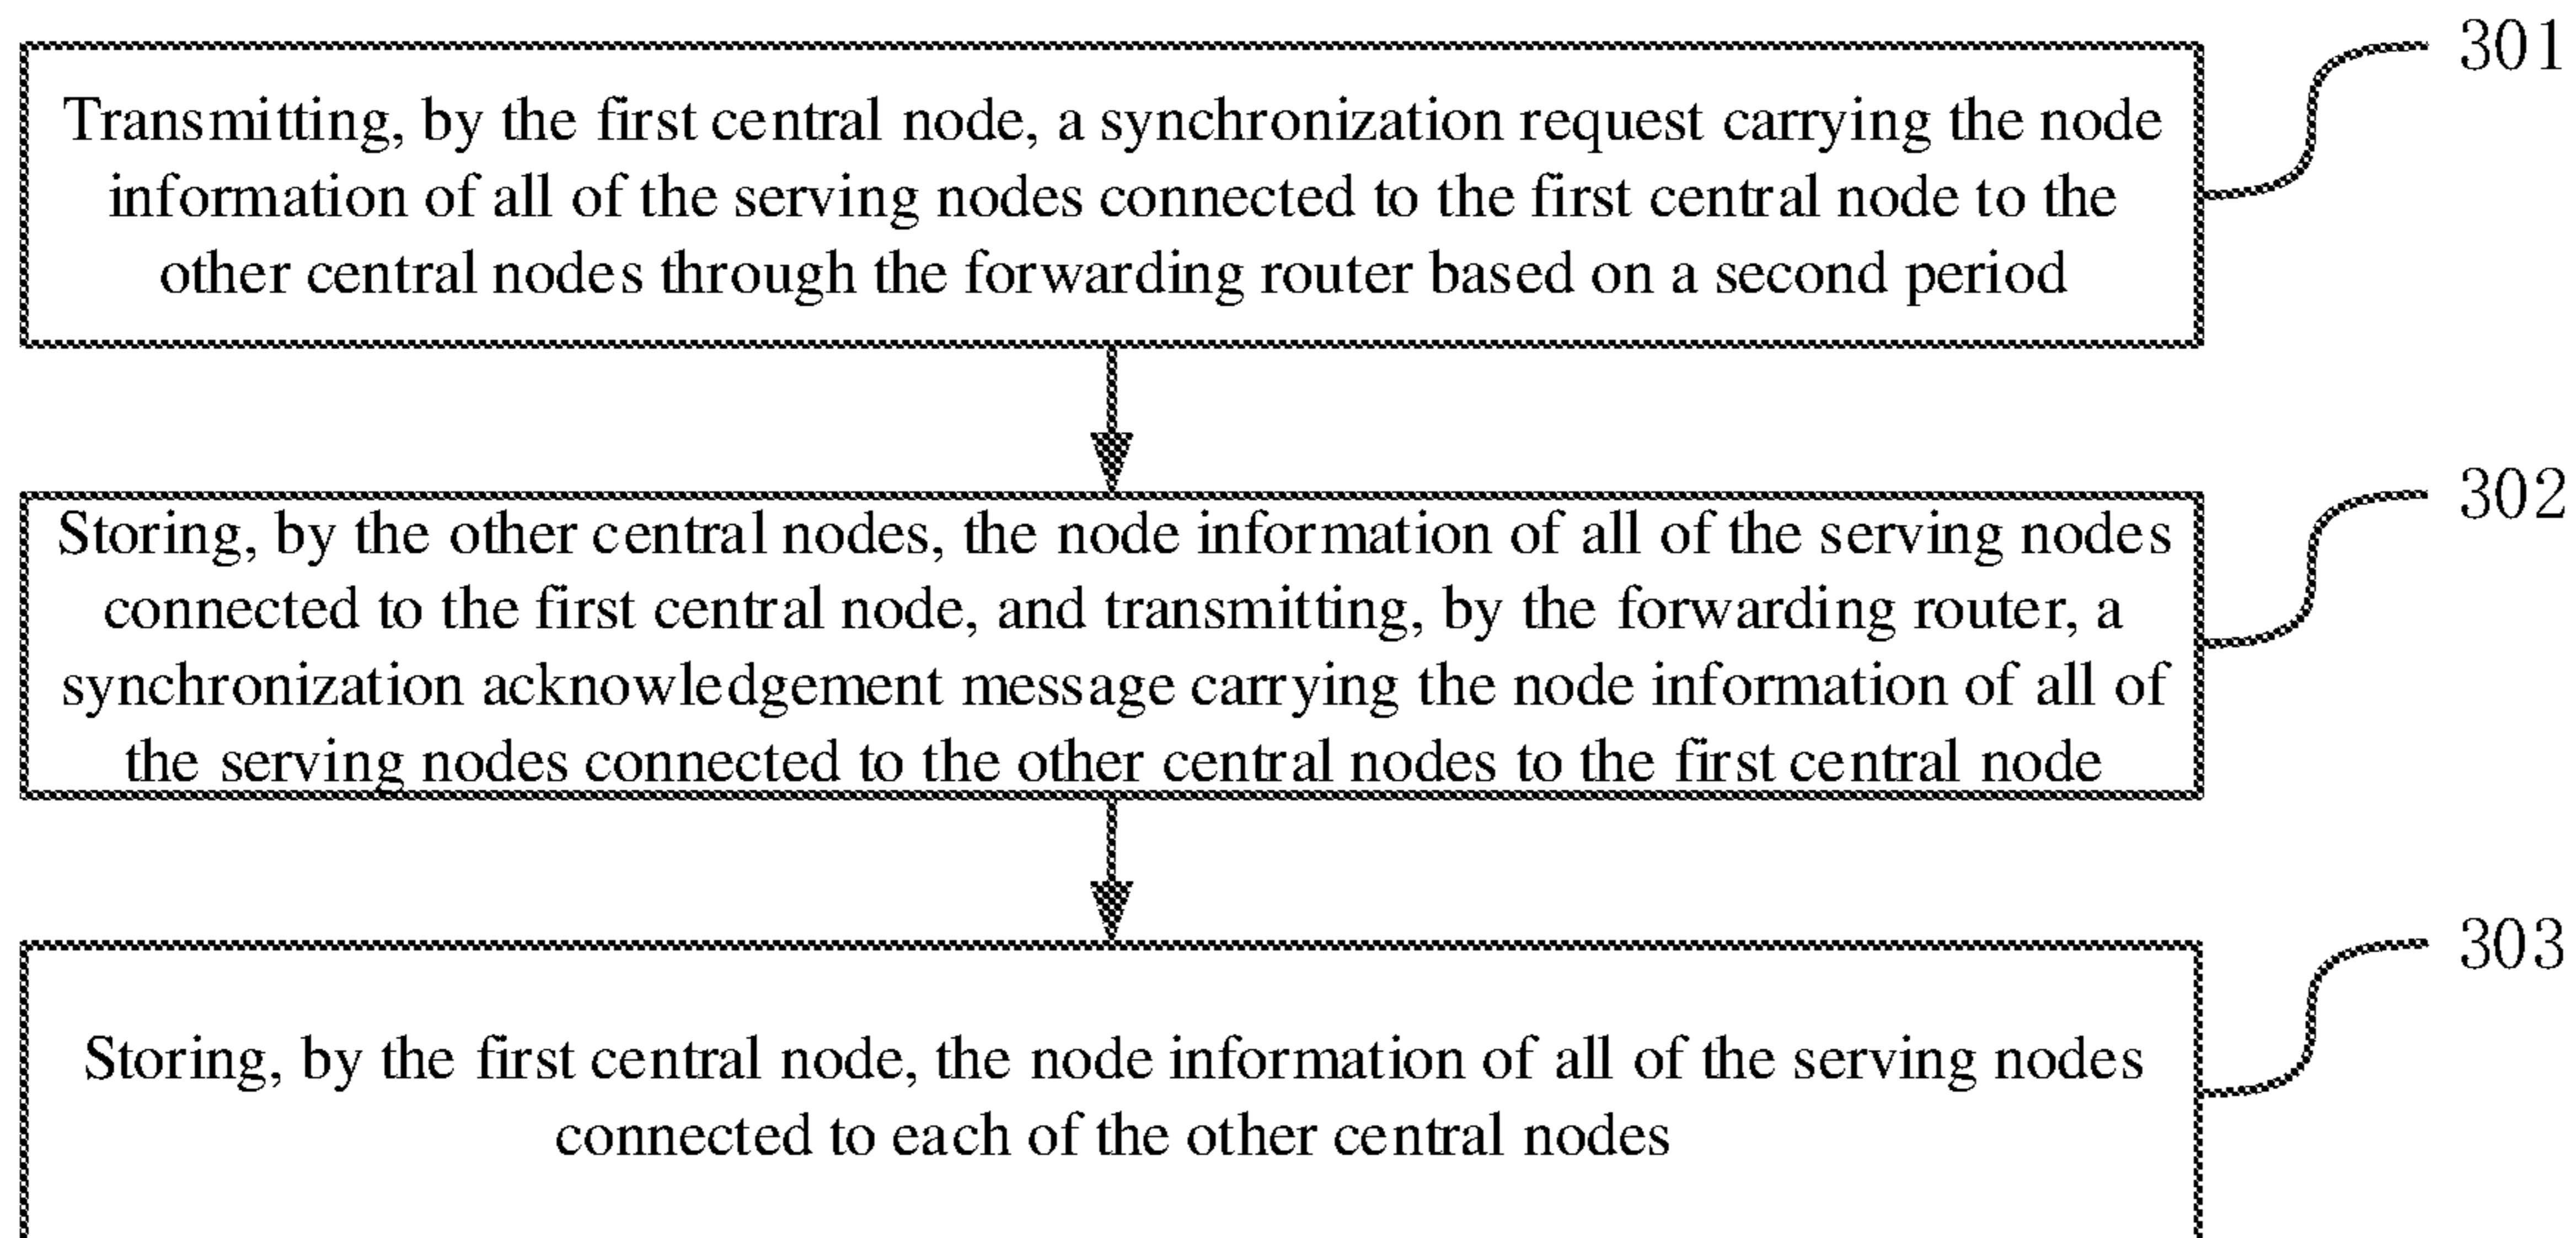 301
Transmitting, by the first central node, a synchronization request carrying the node
information of all of the serving nodes connected to the first central node to the
other central nodes through the forwarding router based on a second period
302
Storing, by the other central nodes, the node information of all of the serving nodes
connected to the first central node, and transmitting, by the forwarding router, a
synchronization acknowledgement message carrying the node information of all of
the serving nodes connected to the other central nodes to the first central node
303
Storing, by the first central node, the node information of all of the serving nodes
connected to each of the other central nodes